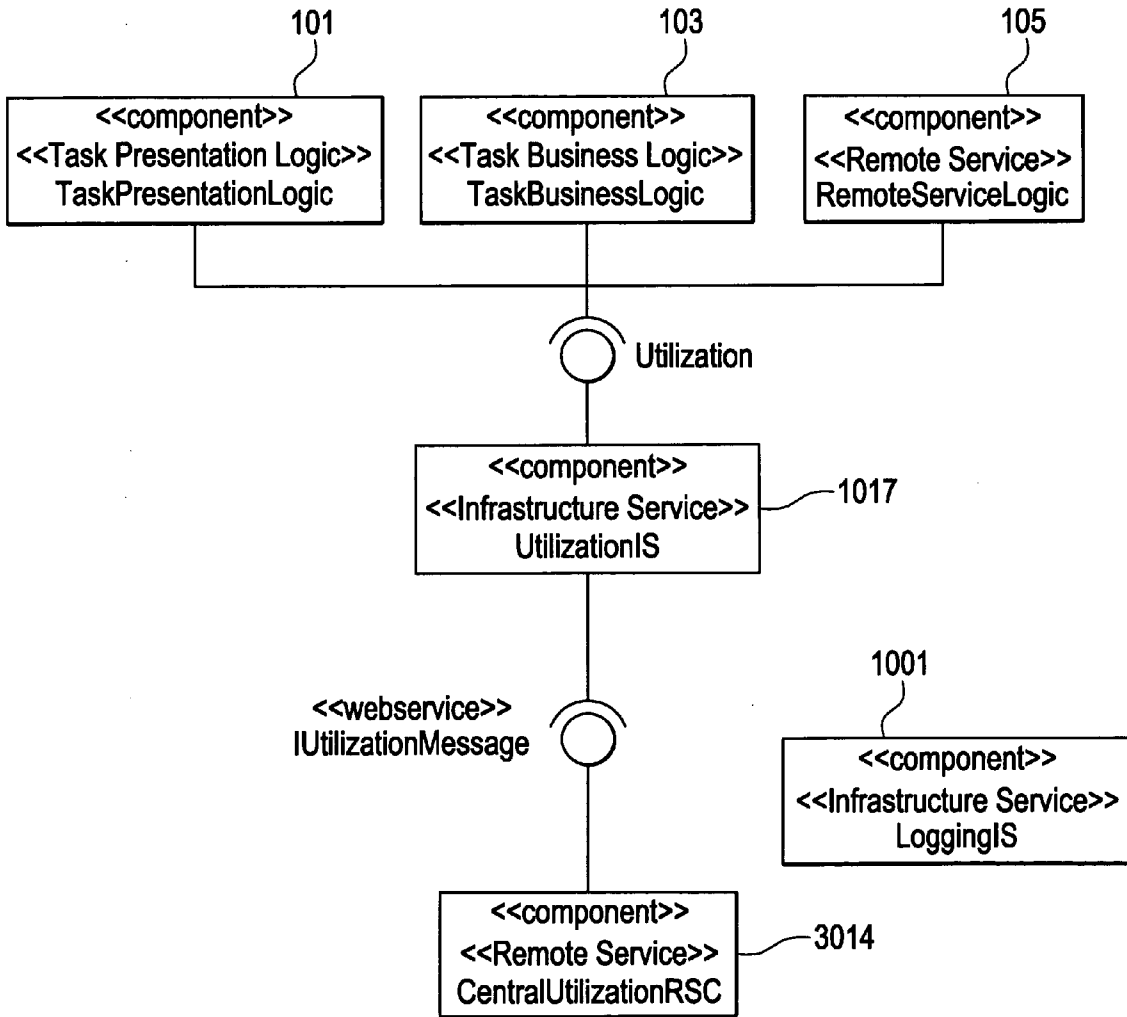 101
103
105
<<component>>
<<Task Presentation Logic>>
TaskPresentationLogic
<<component>>
<<Task Business Logic>>
TaskBusinessLogic
<<component>>
<<Remote Service>>
RemoteServiceLogic
Utilization
<<component>>
<<Infrastructure Service>>
UtilizationIS
1017
<<webservice>>
IUtilizationMessage
1001
<<component>>
<<Infrastructure Service>>
LoggingIS
<<component>>
<<Remote Service>>
CentralUtilizationRSC
3014